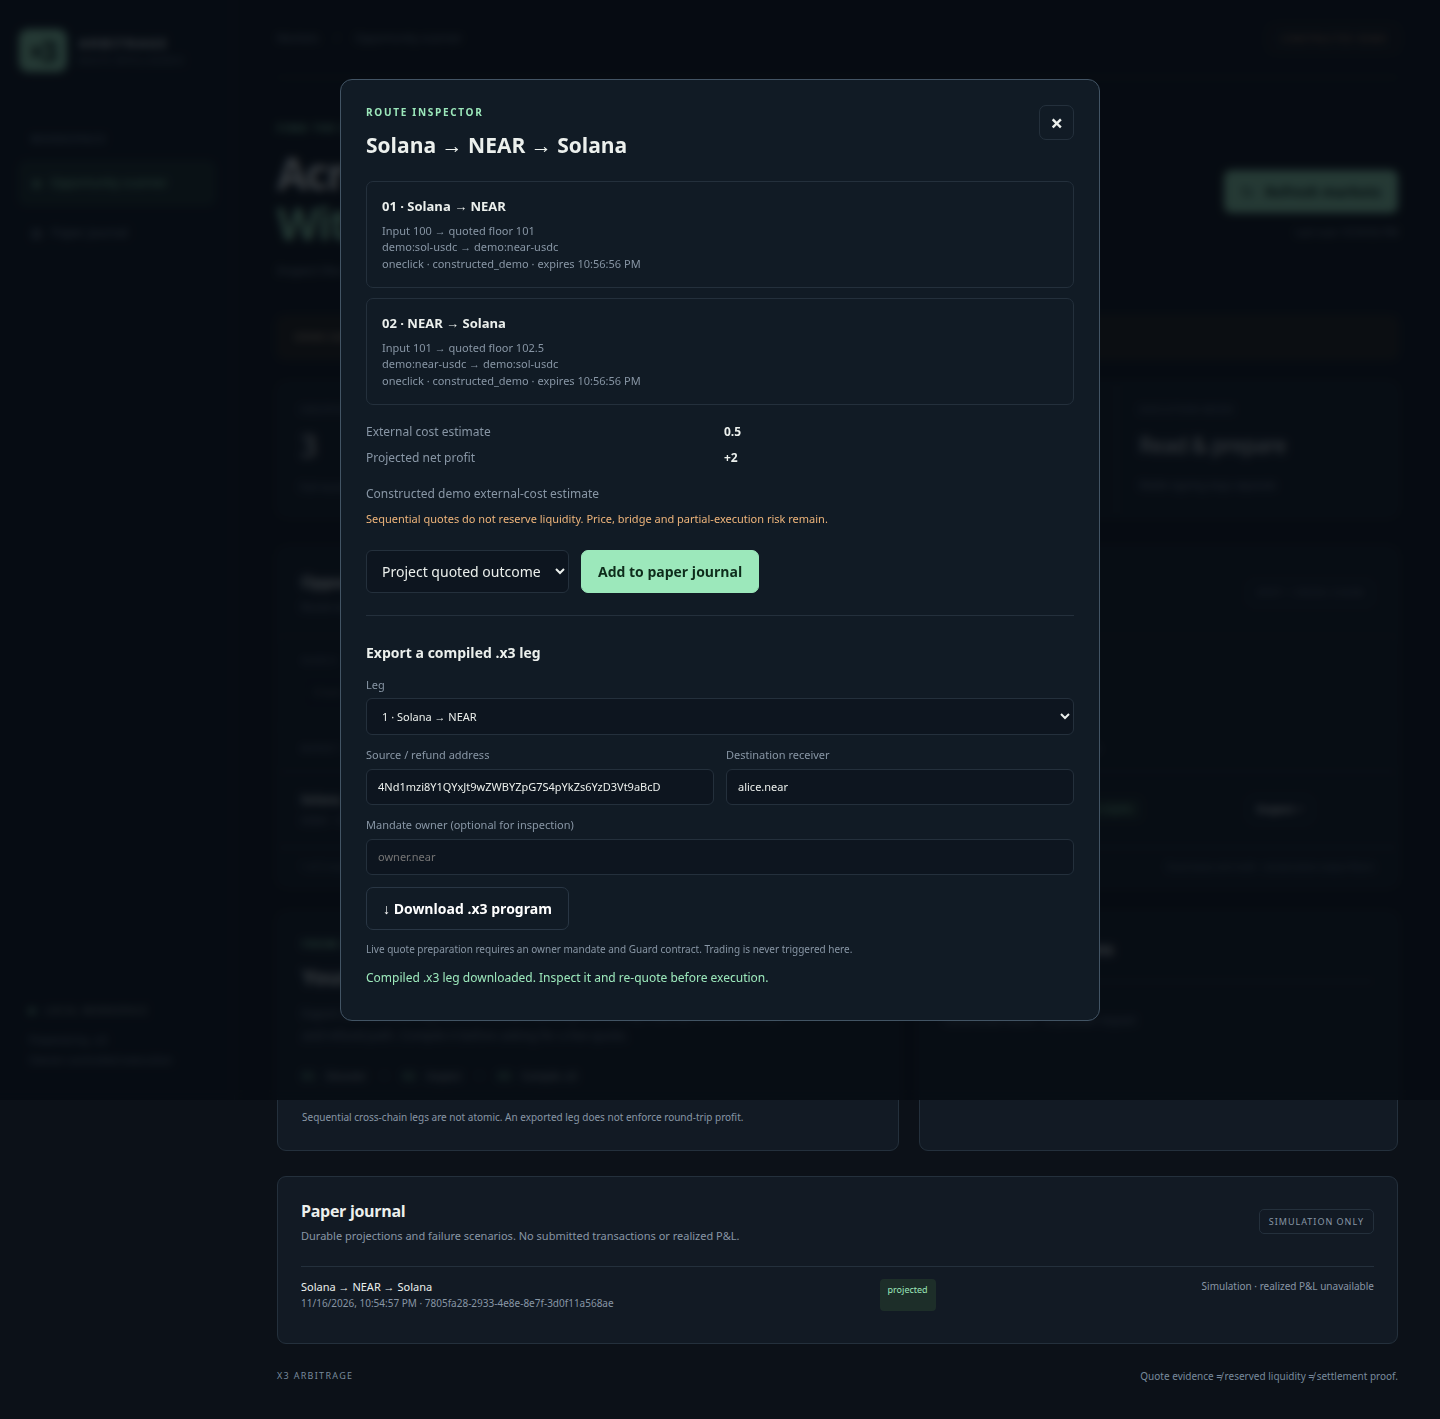 ROUTE INSPECTOR
Solana → NEAR → Solana
×
01 · Solana → NEAR
Input 100 → quoted floor 101
demo:sol-usdc → demo:near-usdc
oneclick · constructed_demo · expires 10:56:56 PM
02 · NEAR → Solana
Input 101 → quoted floor 102.5
demo:near-usdc → demo:sol-usdc
oneclick · constructed_demo · expires 10:56:56 PM
External cost estimate 0.5
Projected net profit +2
Constructed demo external-cost estimate
Sequential quotes do not reserve liquidity. Price, bridge and partial-execution risk remain.
Project quoted outcome Add to paper journal
Export a compiled .x3 leg
Leg
1 · Solana → NEAR
Source / refund address Destination receiver
4Nd1mzi8Y1QYxJt9wZWBYZpG7S4pYkZs6YzD3Vt9aBcD alice.near
Mandate owner (optional for inspection)
owner.near
↓ Download .x3 program
Live quote preparation requires an owner mandate and Guard contract. Trading is never triggered here.
Compiled .x3 leg downloaded. Inspect it and re-quote before execution.
Read & prepare
3
Sequential cross-chain legs are not atomic. An exported leg does not enforce round-trip profit.
Paper journal
Durable projections and failure scenarios. No submitted transactions or realized P&L.
SIMULATION ONLY
Solana → NEAR → Solana
11/16/2026, 10:54:57 PM · 7805fa28-2933-4e8e-8e7f-3d0f11a568ae
projected
Simulation · realized P&L unavailable
X3 ARBITRAGE
Quote evidence ≠ reserved liquidity ≠ settlement proof.